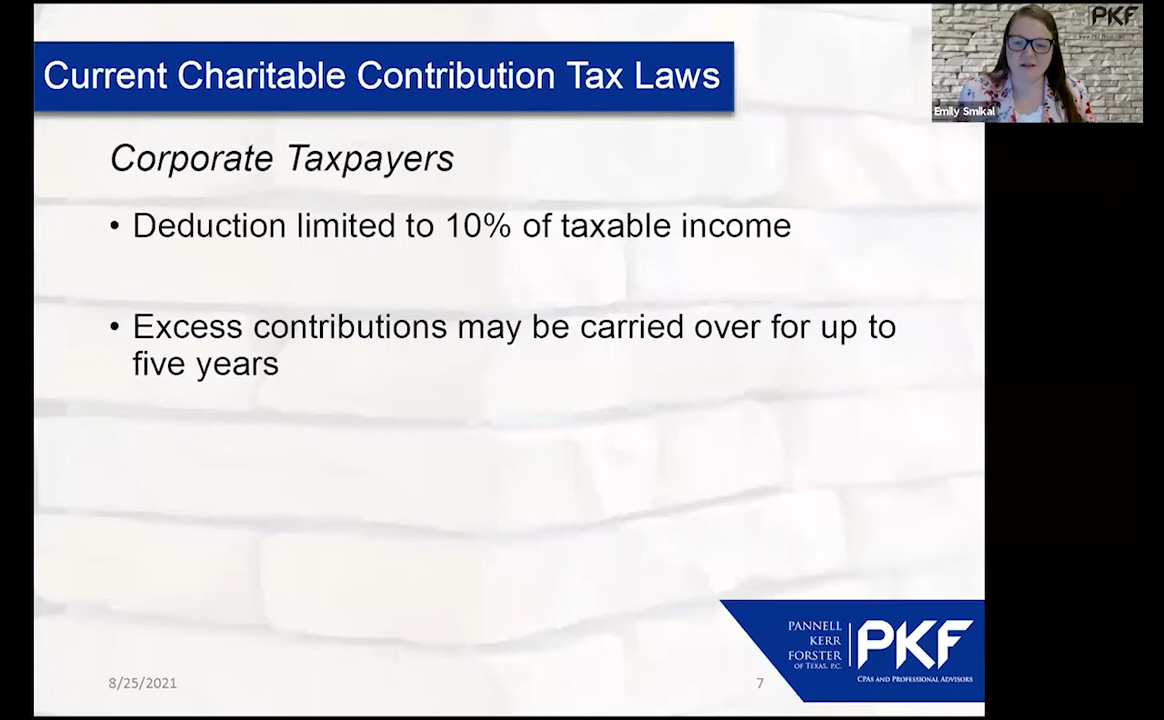 Current Charitable Contribution Tax Laws
Corporate Taxpayers
• Deduction limited to 10% of taxable income
• Excess contributions may be carried over for up to
five years
8/25/2021
7
PANNELL
KERR
FORSTER
OF TEXAS, P.C.
PKF
CPAS AND PROFESSIONAL ADVISORS
PKF
Emily Smikal